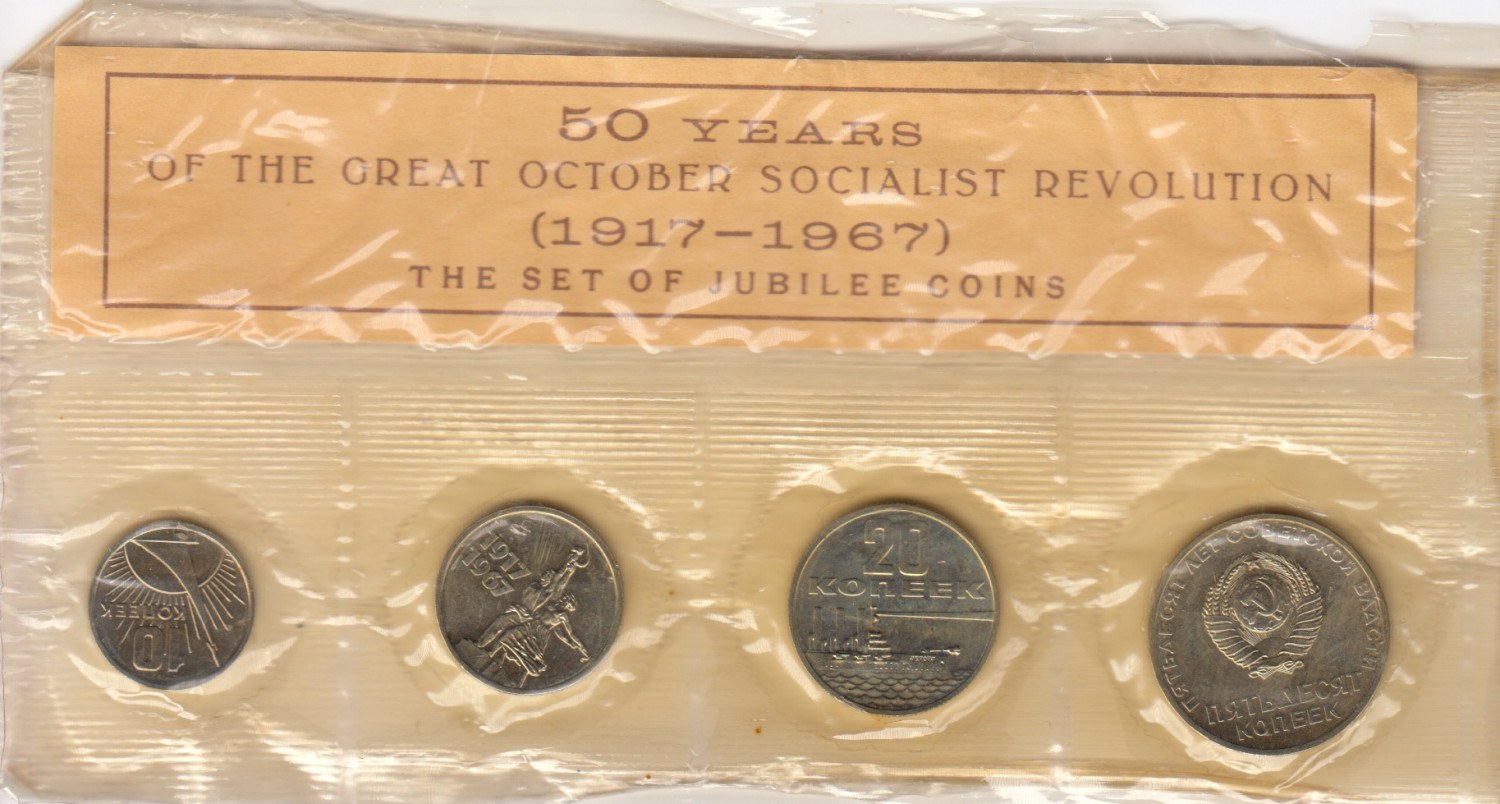 50 YEARS
OF THE GREAT OCTOBER SOCIALIST REVOLUTION
(1917–1967)
THE SET OF JUBILEE COINS
10
КОПЕЕК
1917
1967
20
КОПЕЕК
ПЯТЬДЕСЯТ ЛЕТ СОВЕТСКОЙ ВЛАСТИ
ПЯТЬДЕСЯТ
КОПЕЕК